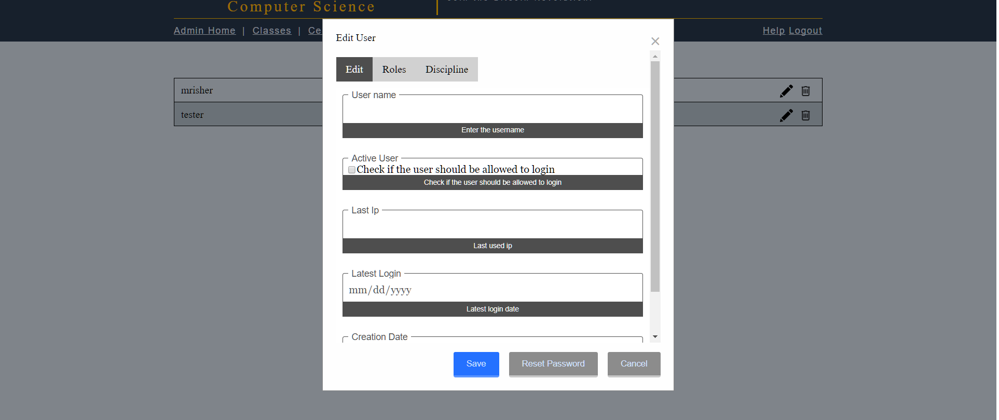 Computer Science
Admin Home | Classes | Ce
Help Logout
Edit User
Edit Roles Discipline
mrisher
tester
User name
Enter the username
Active User
Check if the user should be allowed to login
Check if the user should be allowed to login
Last Ip
Last used ip
Latest Login
mm/dd/yyyy
Latest login date
Creation Date
Save Reset Password Cancel